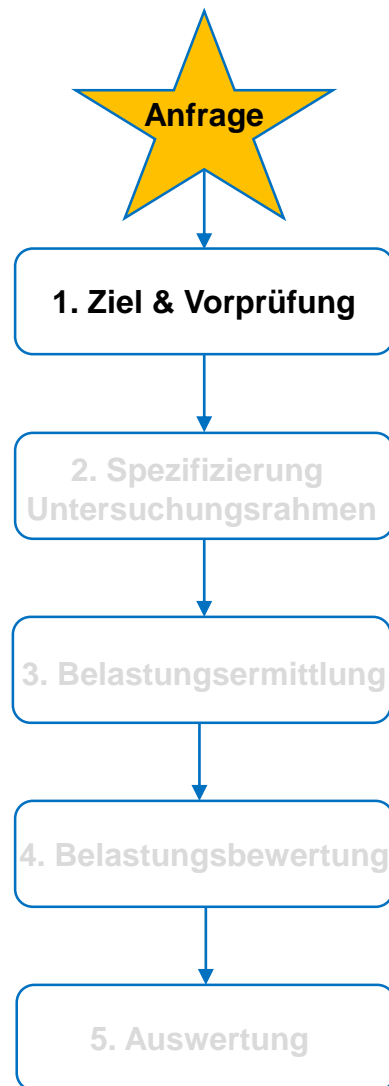 Anfrage
1. Ziel & Vorprüfung
2. Spezifizierung
Untersuchungsrahmen
3. Belastungsermittlung
4. Belastungsbewertung
5. Auswertung